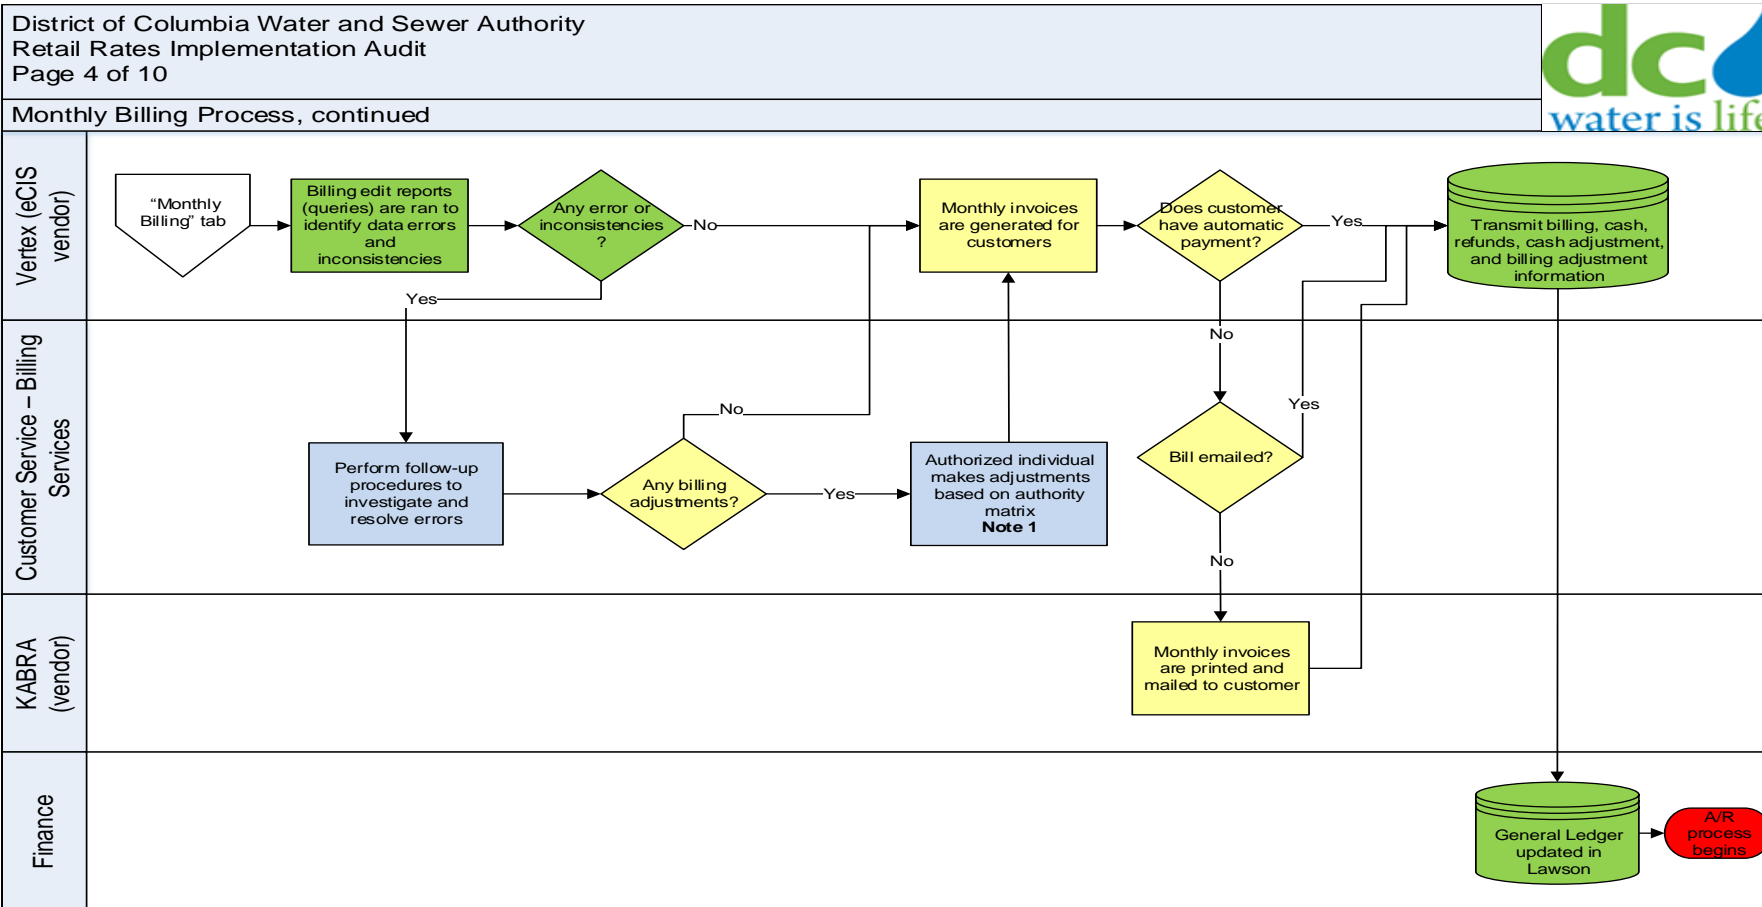 District of Columbia Water and Sewer Authority
Retail Rates Implementation Audit
Page 4 of 10
dc
water is life
Monthly Billing Process, continued
Vertex (eCIS
vendor)
“Monthly
Billing” tab
Billing edit reports
(queries) are ran to
identify data errors
and
inconsistencies
Any error or
inconsistencies
?
No
Yes
Monthly invoices
are generated for
customers
Does customer
have automatic
payment?
Yes
No
Transmit billing, cash,
refunds, cash adjustment,
and billing adjustment
information
Customer Service – Billing
Services
Perform follow-up
procedures to
investigate and
resolve errors
Any billing
adjustments?
No
Yes
Authorized individual
makes adjustments
based on authority
matrix
Note 1
Bill emailed?
Yes
No
KABRA
(vendor)
Monthly invoices
are printed and
mailed to customer
Finance
General Ledger
updated in
Lawson
A/R
process
begins